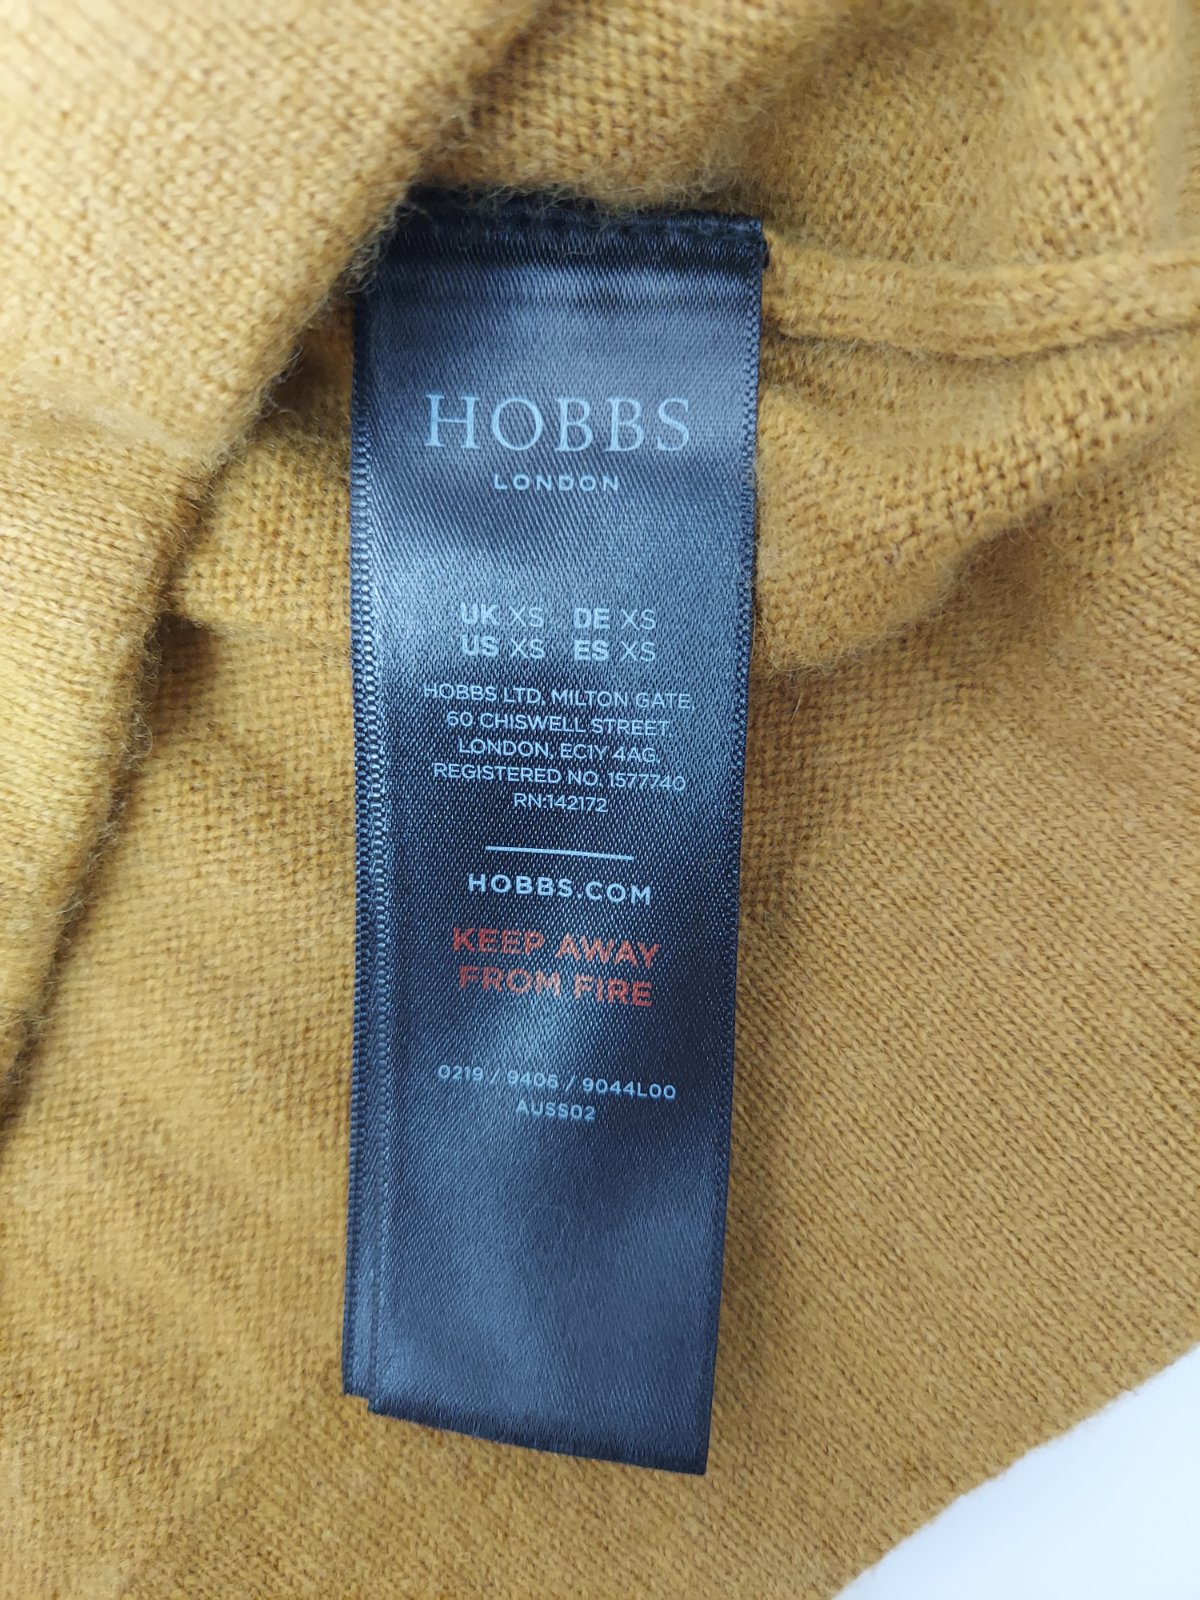 HOBBS
LONDON
UK XS DE XS
US XS ES XS
HOBBS LTD, MILTON GATE,
60 CHISWELL STREET
LONDON, EC1Y 4AG,
REGISTERED NO. 1577740
RN:142172
HOBBS.COM
KEEP AWAY
FROM FIRE
0219 / 9406 / 9044L00
AUSS02